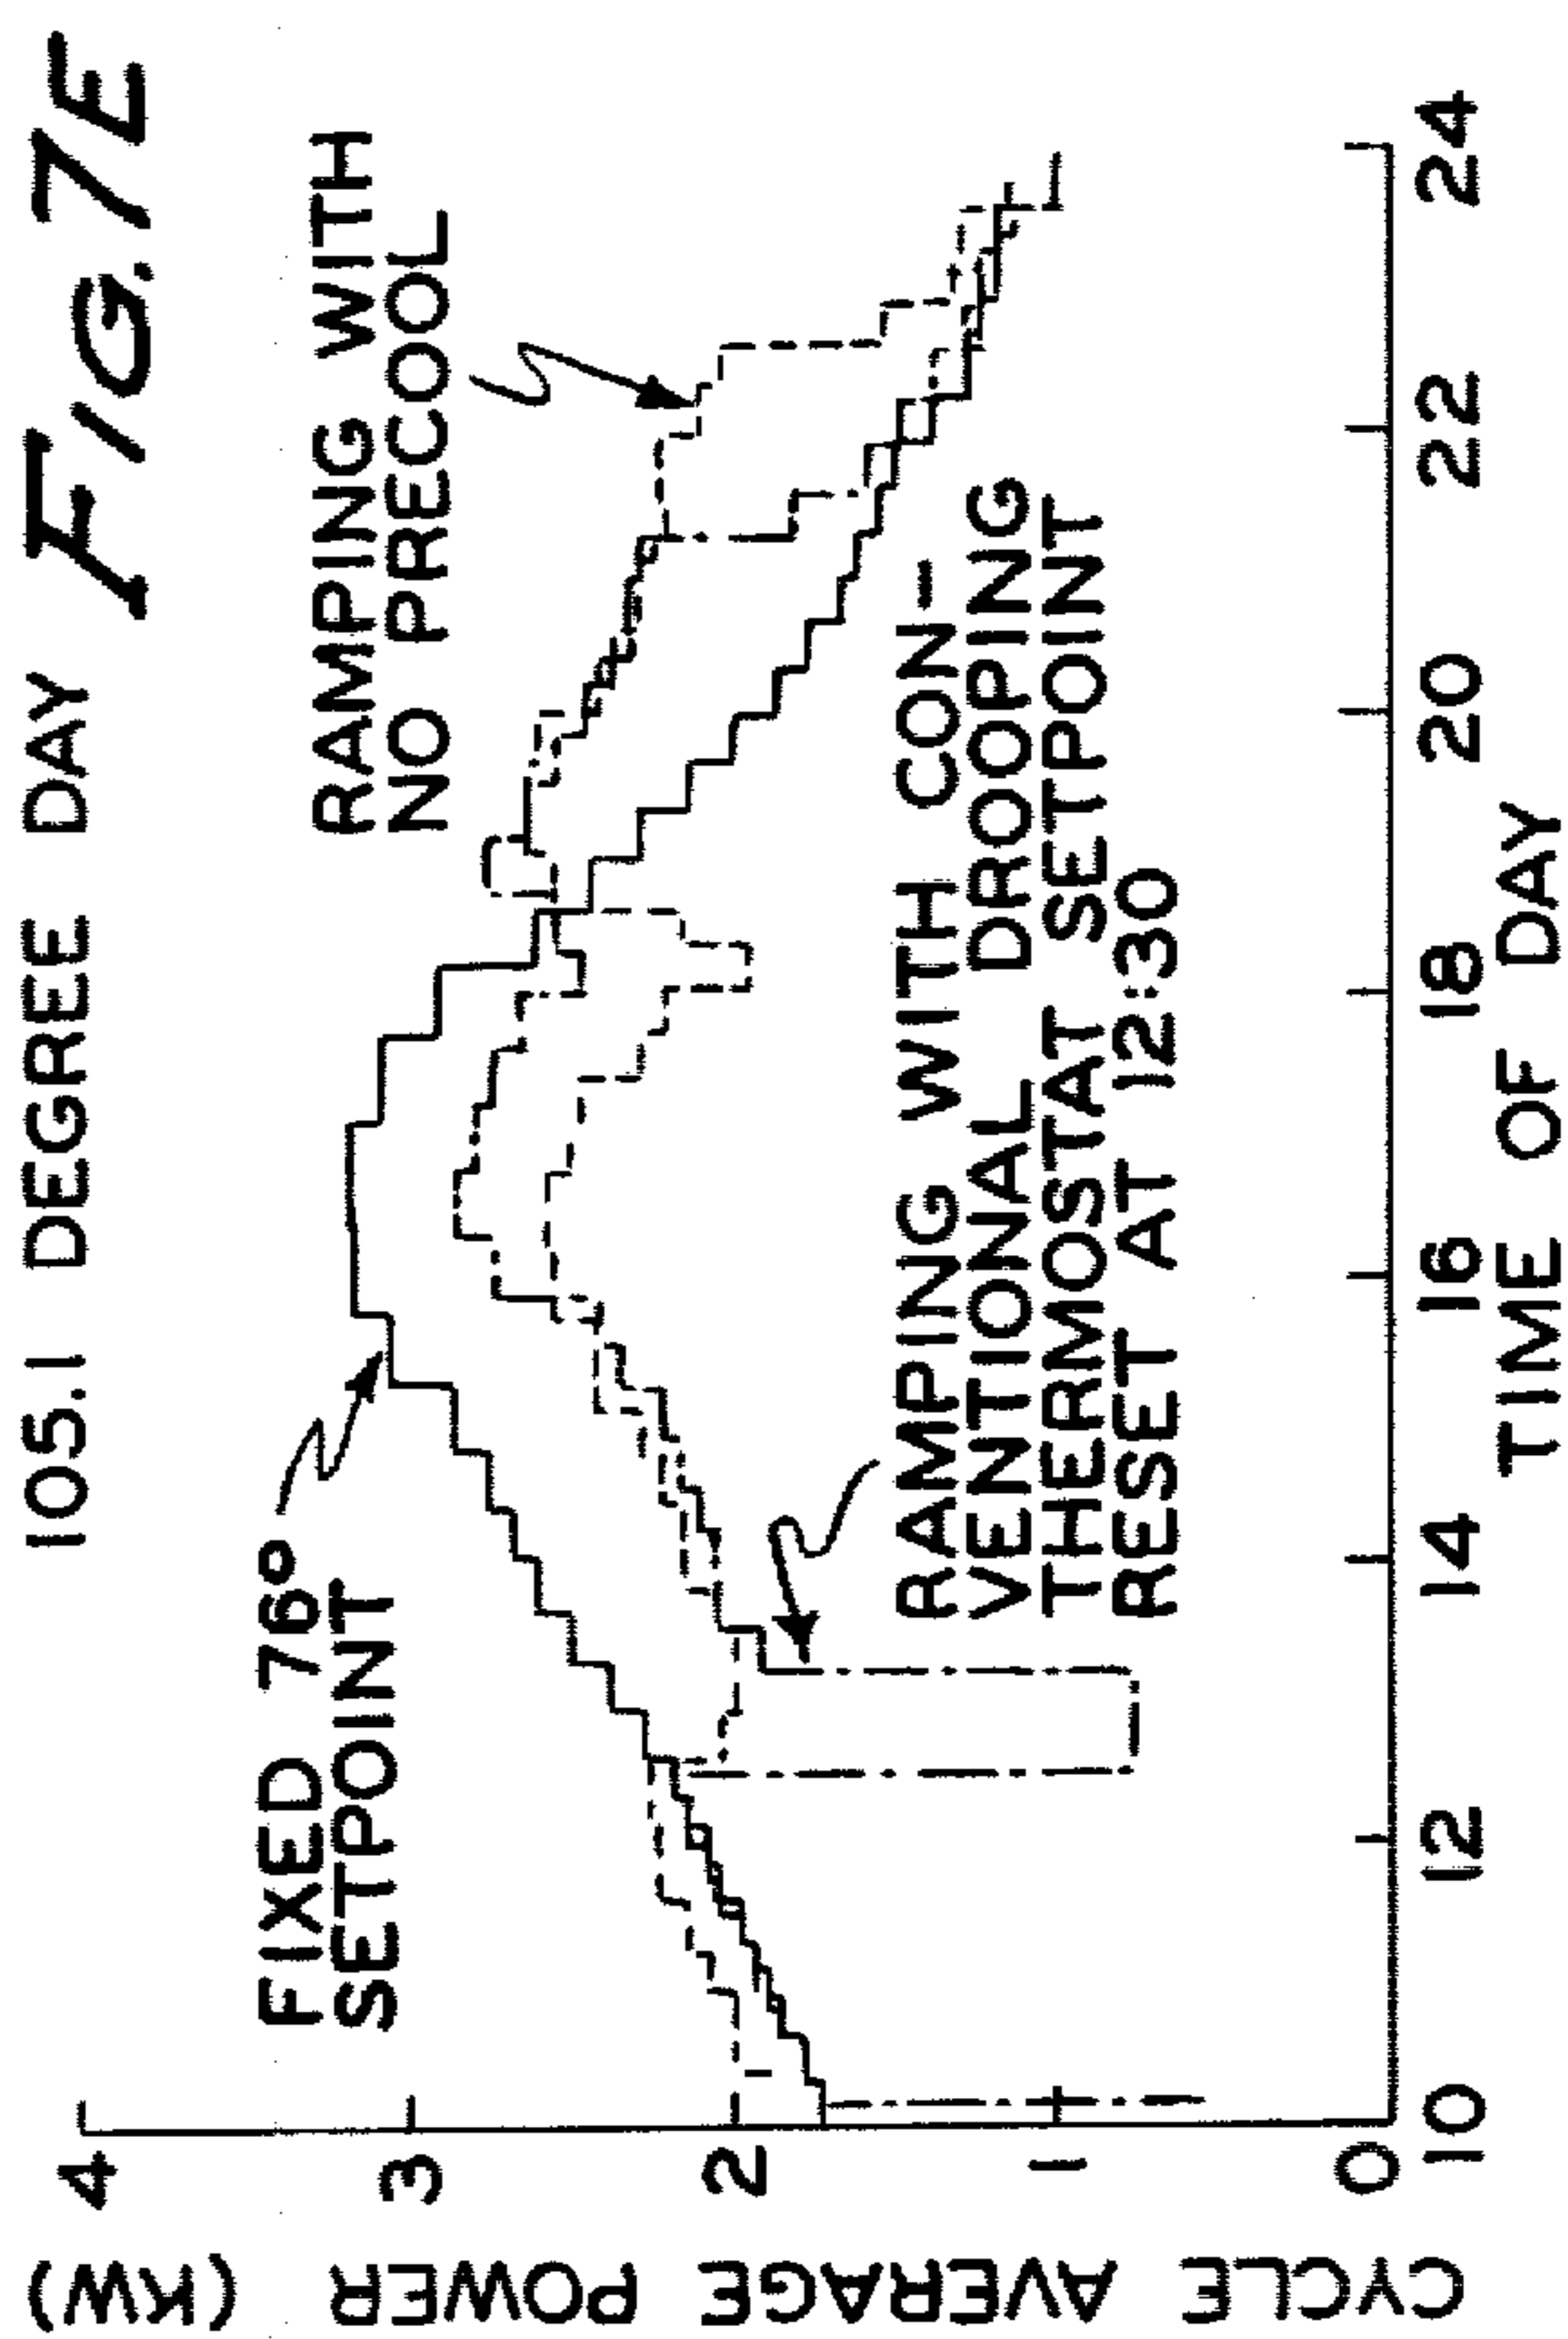 105.1 DEGREE DAY
FIG. 7E
FIXED 76°
SETPOINT
RAMPING WITH
NO PRECOOL
RAMPING WITH CON-
VENTIONAL DROOPING
THERMOSTAT SETPOINT
RESET AT 12:30
CYCLE AVERAGE POWER (KW)
4
3
2
1
0
10
12
14
16
18
20
22
24
TIME OF DAY